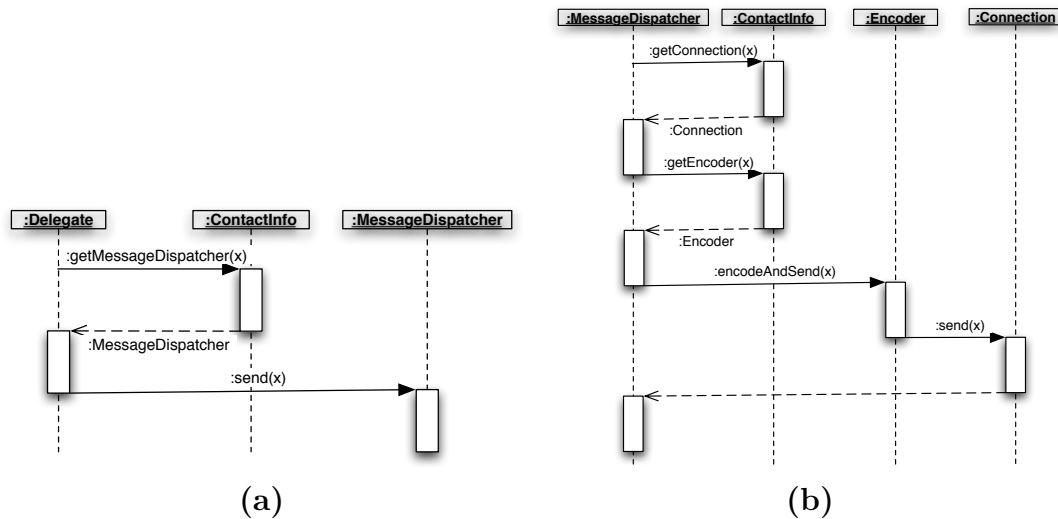 :Delegate
:ContactInfo
:MessageDispatcher
:getMessageDispatcher(x)
:MessageDispatcher
:send(x)
(a)
:MessageDispatcher
:ContactInfo
:Encoder
:Connection
:getConnection(x)
:Connection
:getEncoder(x)
:Encoder
:encodeAndSend(x)
:send(x)
(b)